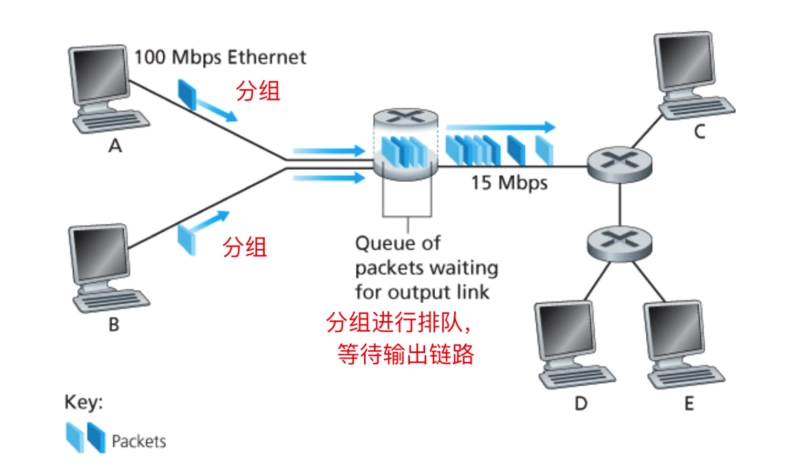 100 Mbps Ethernet
分组
A
C
15 Mbps
分组
B
Queue of
packets waiting
for output link
分组进行排队，
等待输出链路
D
E
Key:
Packets